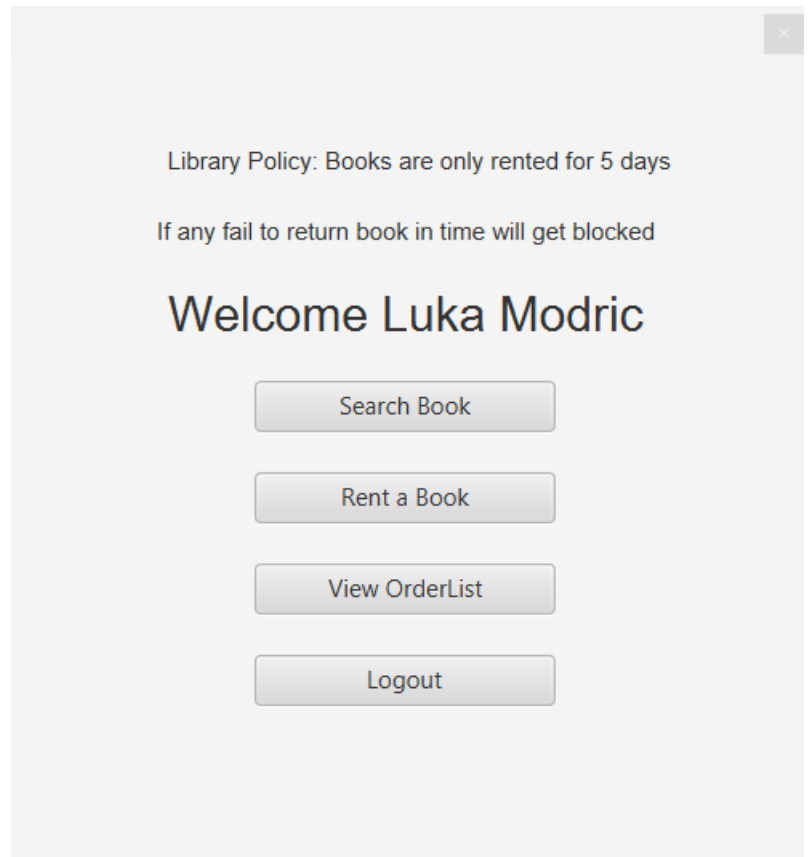 Library Policy: Books are only rented for 5 days
If any fail to return book in time will get blocked
Welcome Luka Modric
Search Book
Rent a Book
View OrderList
Logout